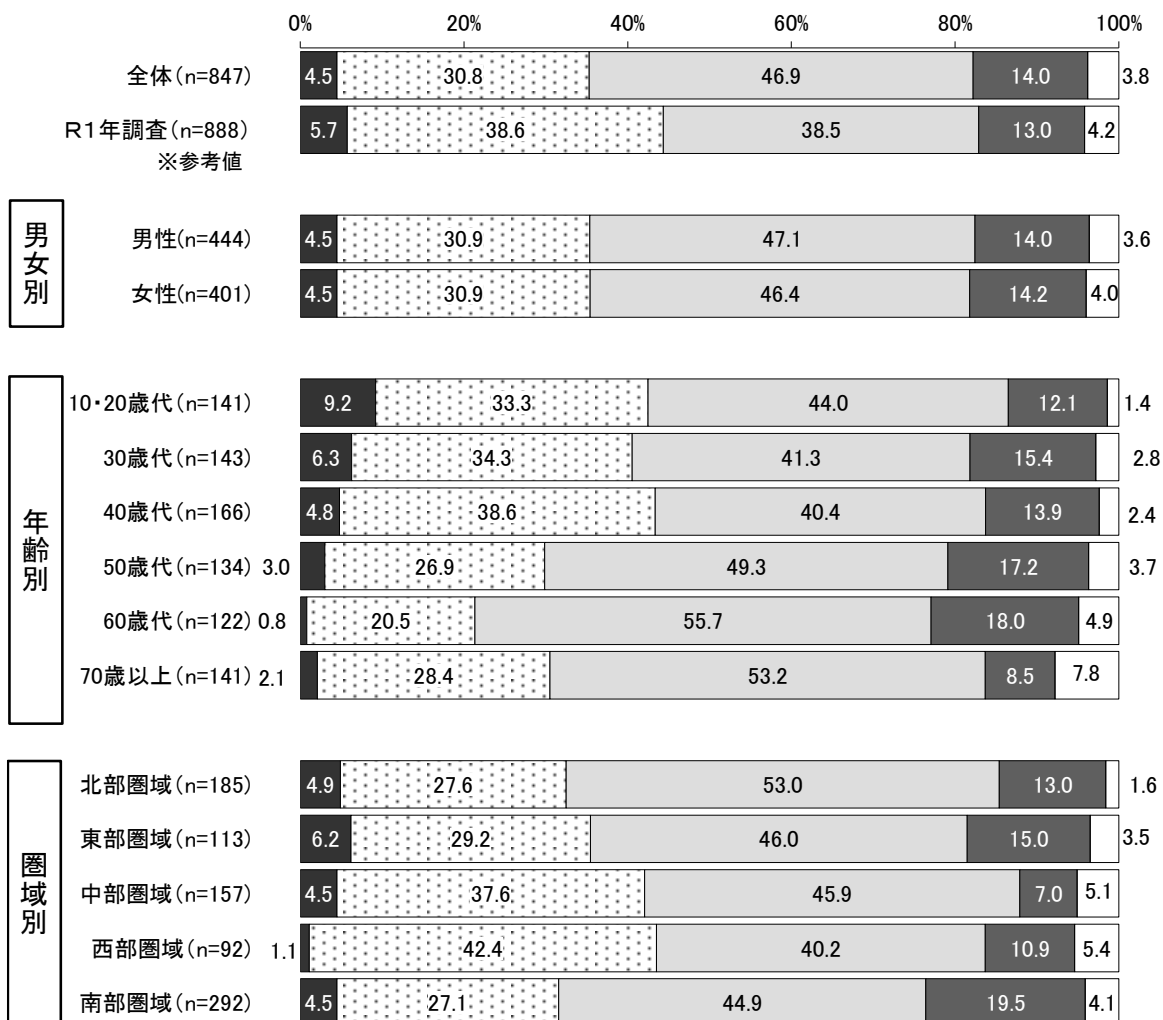 0% 20% 40% 60% 80% 100%
全体(n=847) 4.5 30.8 46.9 14.0 3.8
R1年調査(n=888) 5.7 38.6 38.5 13.0 4.2
※参考値
男女別
男性(n=444) 4.5 30.9 47.1 14.0 3.6
女性(n=401) 4.5 30.9 46.4 14.2 4.0
年齢別
10・20歳代(n=141) 9.2 33.3 44.0 12.1 1.4
30歳代(n=143) 6.3 34.3 41.3 15.4 2.8
40歳代(n=166) 4.8 38.6 40.4 13.9 2.4
50歳代(n=134) 3.0 26.9 49.3 17.2 3.7
60歳代(n=122) 0.8 20.5 55.7 18.0 4.9
70歳以上(n=141) 2.1 28.4 53.2 8.5 7.8
圏域別
北部圏域(n=185) 4.9 27.6 53.0 13.0 1.6
東部圏域(n=113) 6.2 29.2 46.0 15.0 3.5
中部圏域(n=157) 4.5 37.6 45.9 7.0 5.1
西部圏域(n=92) 1.1 42.4 40.2 10.9 5.4
南部圏域(n=292) 4.5 27.1 44.9 19.5 4.1